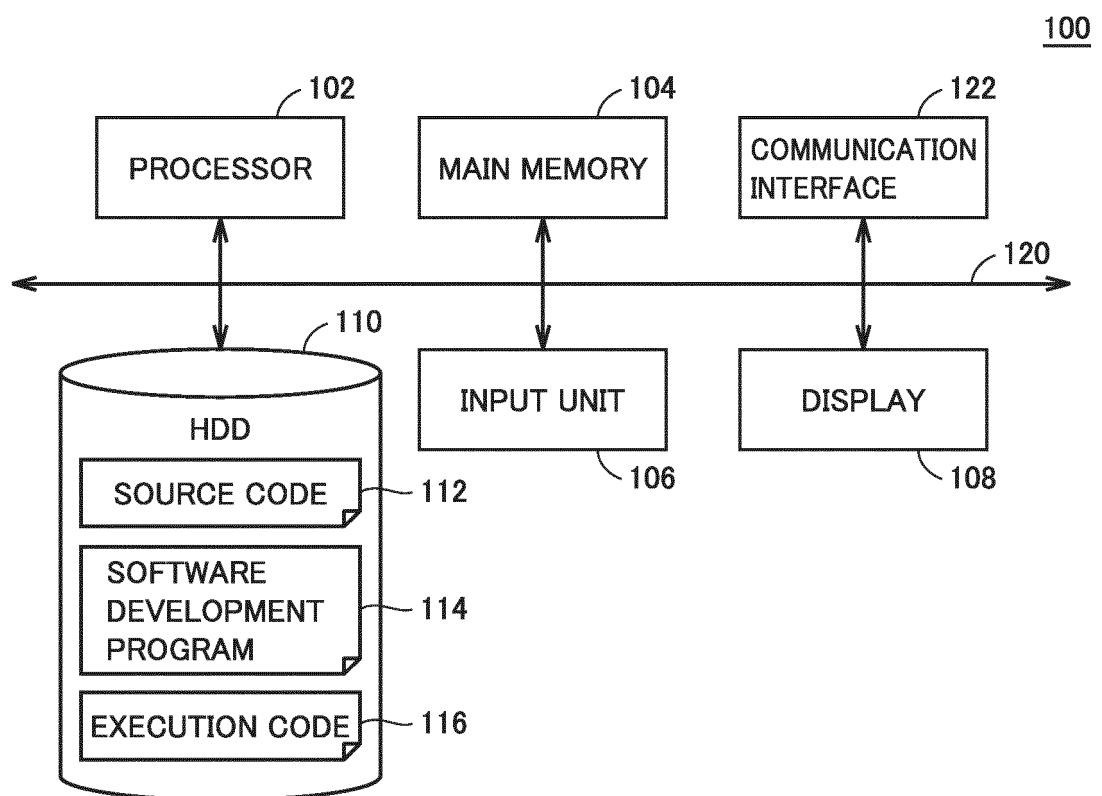 100
102
104
122
PROCESSOR
MAIN MEMORY
COMMUNICATION
INTERFACE
120
110
HDD
INPUT UNIT
DISPLAY
106
108
SOURCE CODE
112
SOFTWARE
DEVELOPMENT
PROGRAM
114
EXECUTION CODE
116